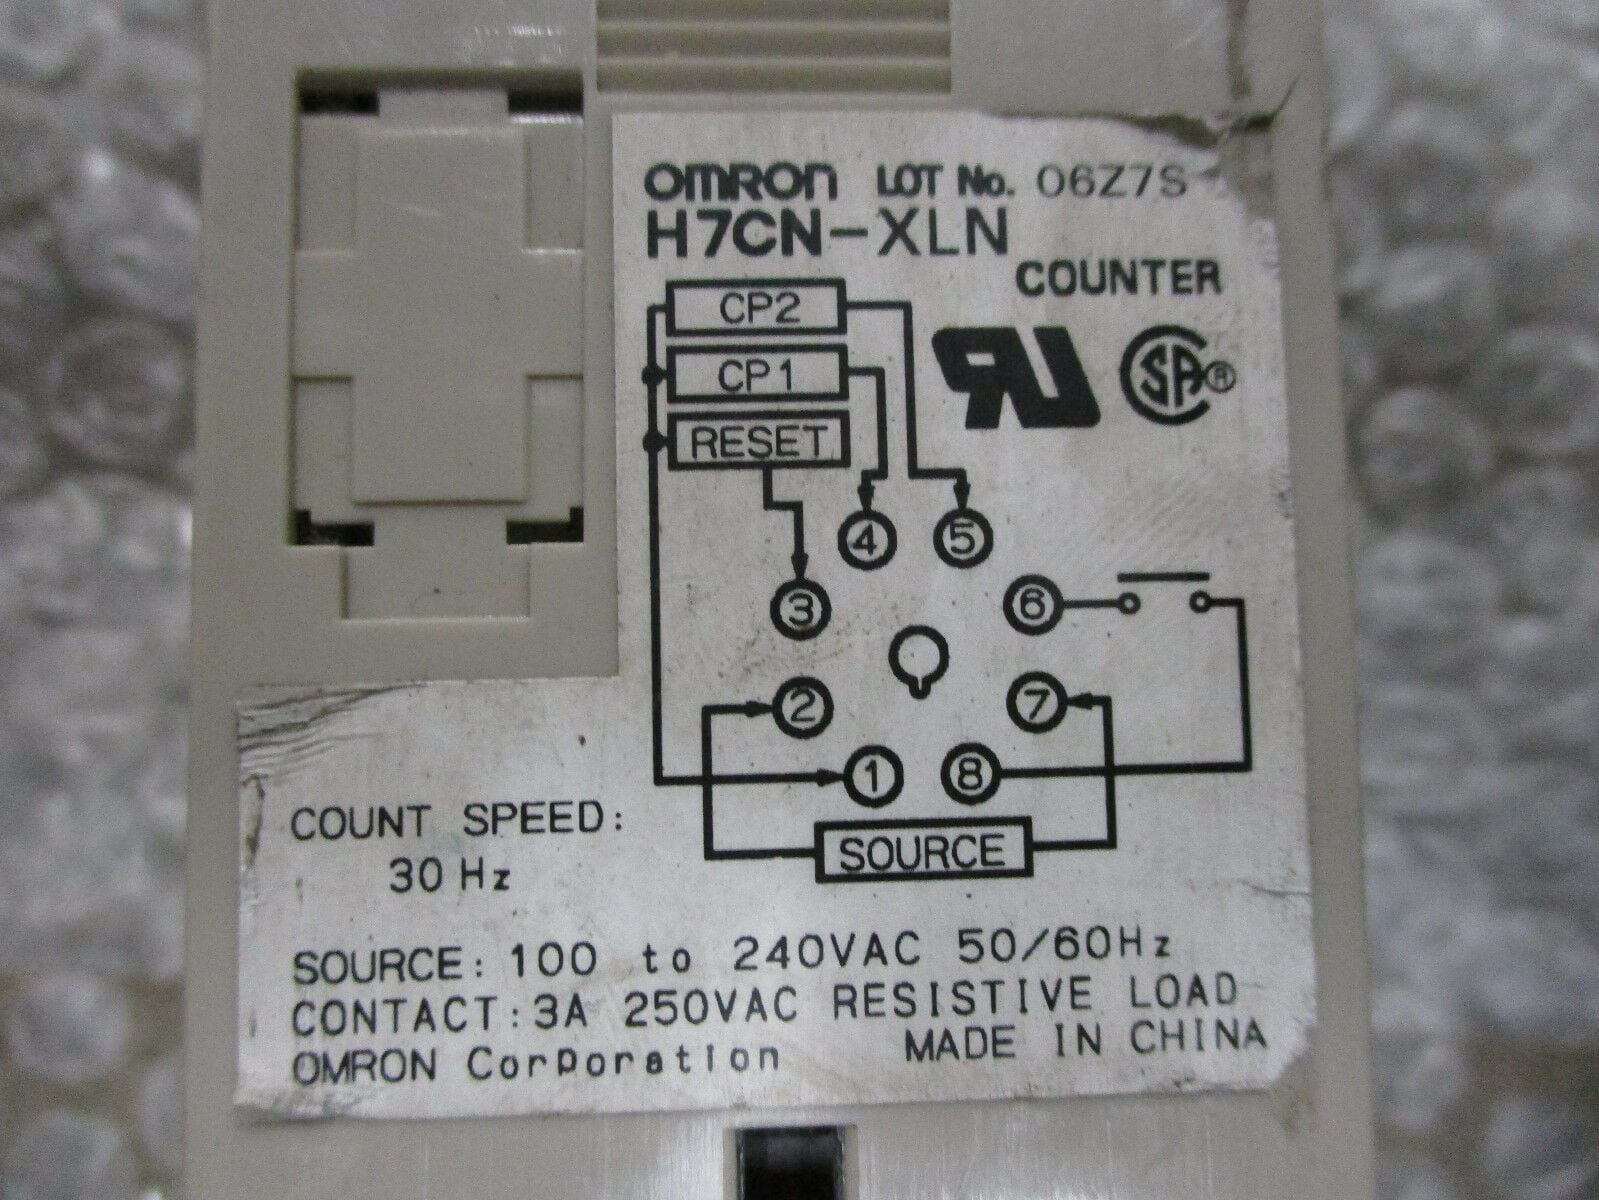 OMRON LOT No. 06Z7S
H7CN-XLN
COUNTER
CP2
CP1
RESET
4
5
3
6
2
7
1
8
SOURCE
COUNT SPEED:
30 Hz
SOURCE: 100 to 240VAC 50/60Hz
CONTACT: 3A 250VAC RESISTIVE LOAD
OMRON Corporation MADE IN CHINA
RU
CSA®